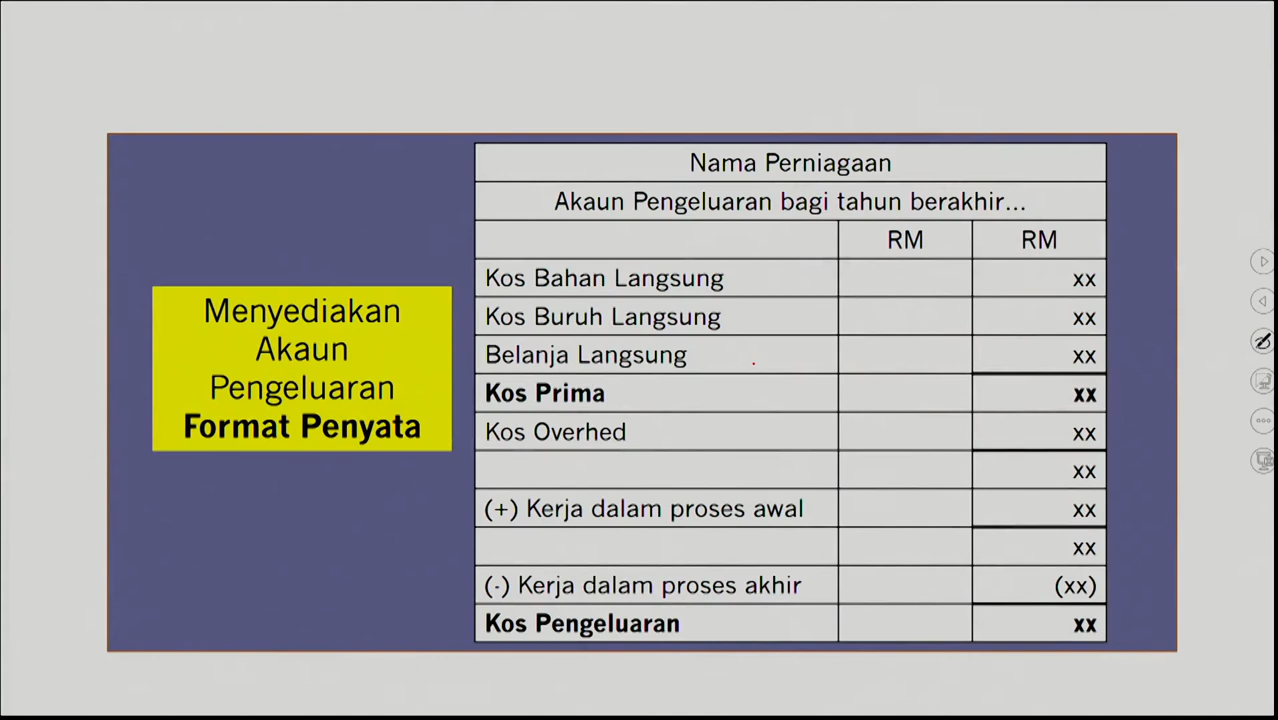 Menyediakan
Akaun
Pengeluaran
Format Penyata
Nama Perniagaan
Akaun Pengeluaran bagi tahun berakhir...
RM RM
Kos Bahan Langsung xx
Kos Buruh Langsung xx
Belanja Langsung xx
Kos Prima xx
Kos Overhed xx
xx
(+) Kerja dalam proses awal xx
xx
(-) Kerja dalam proses akhir (xx)
Kos Pengeluaran xx